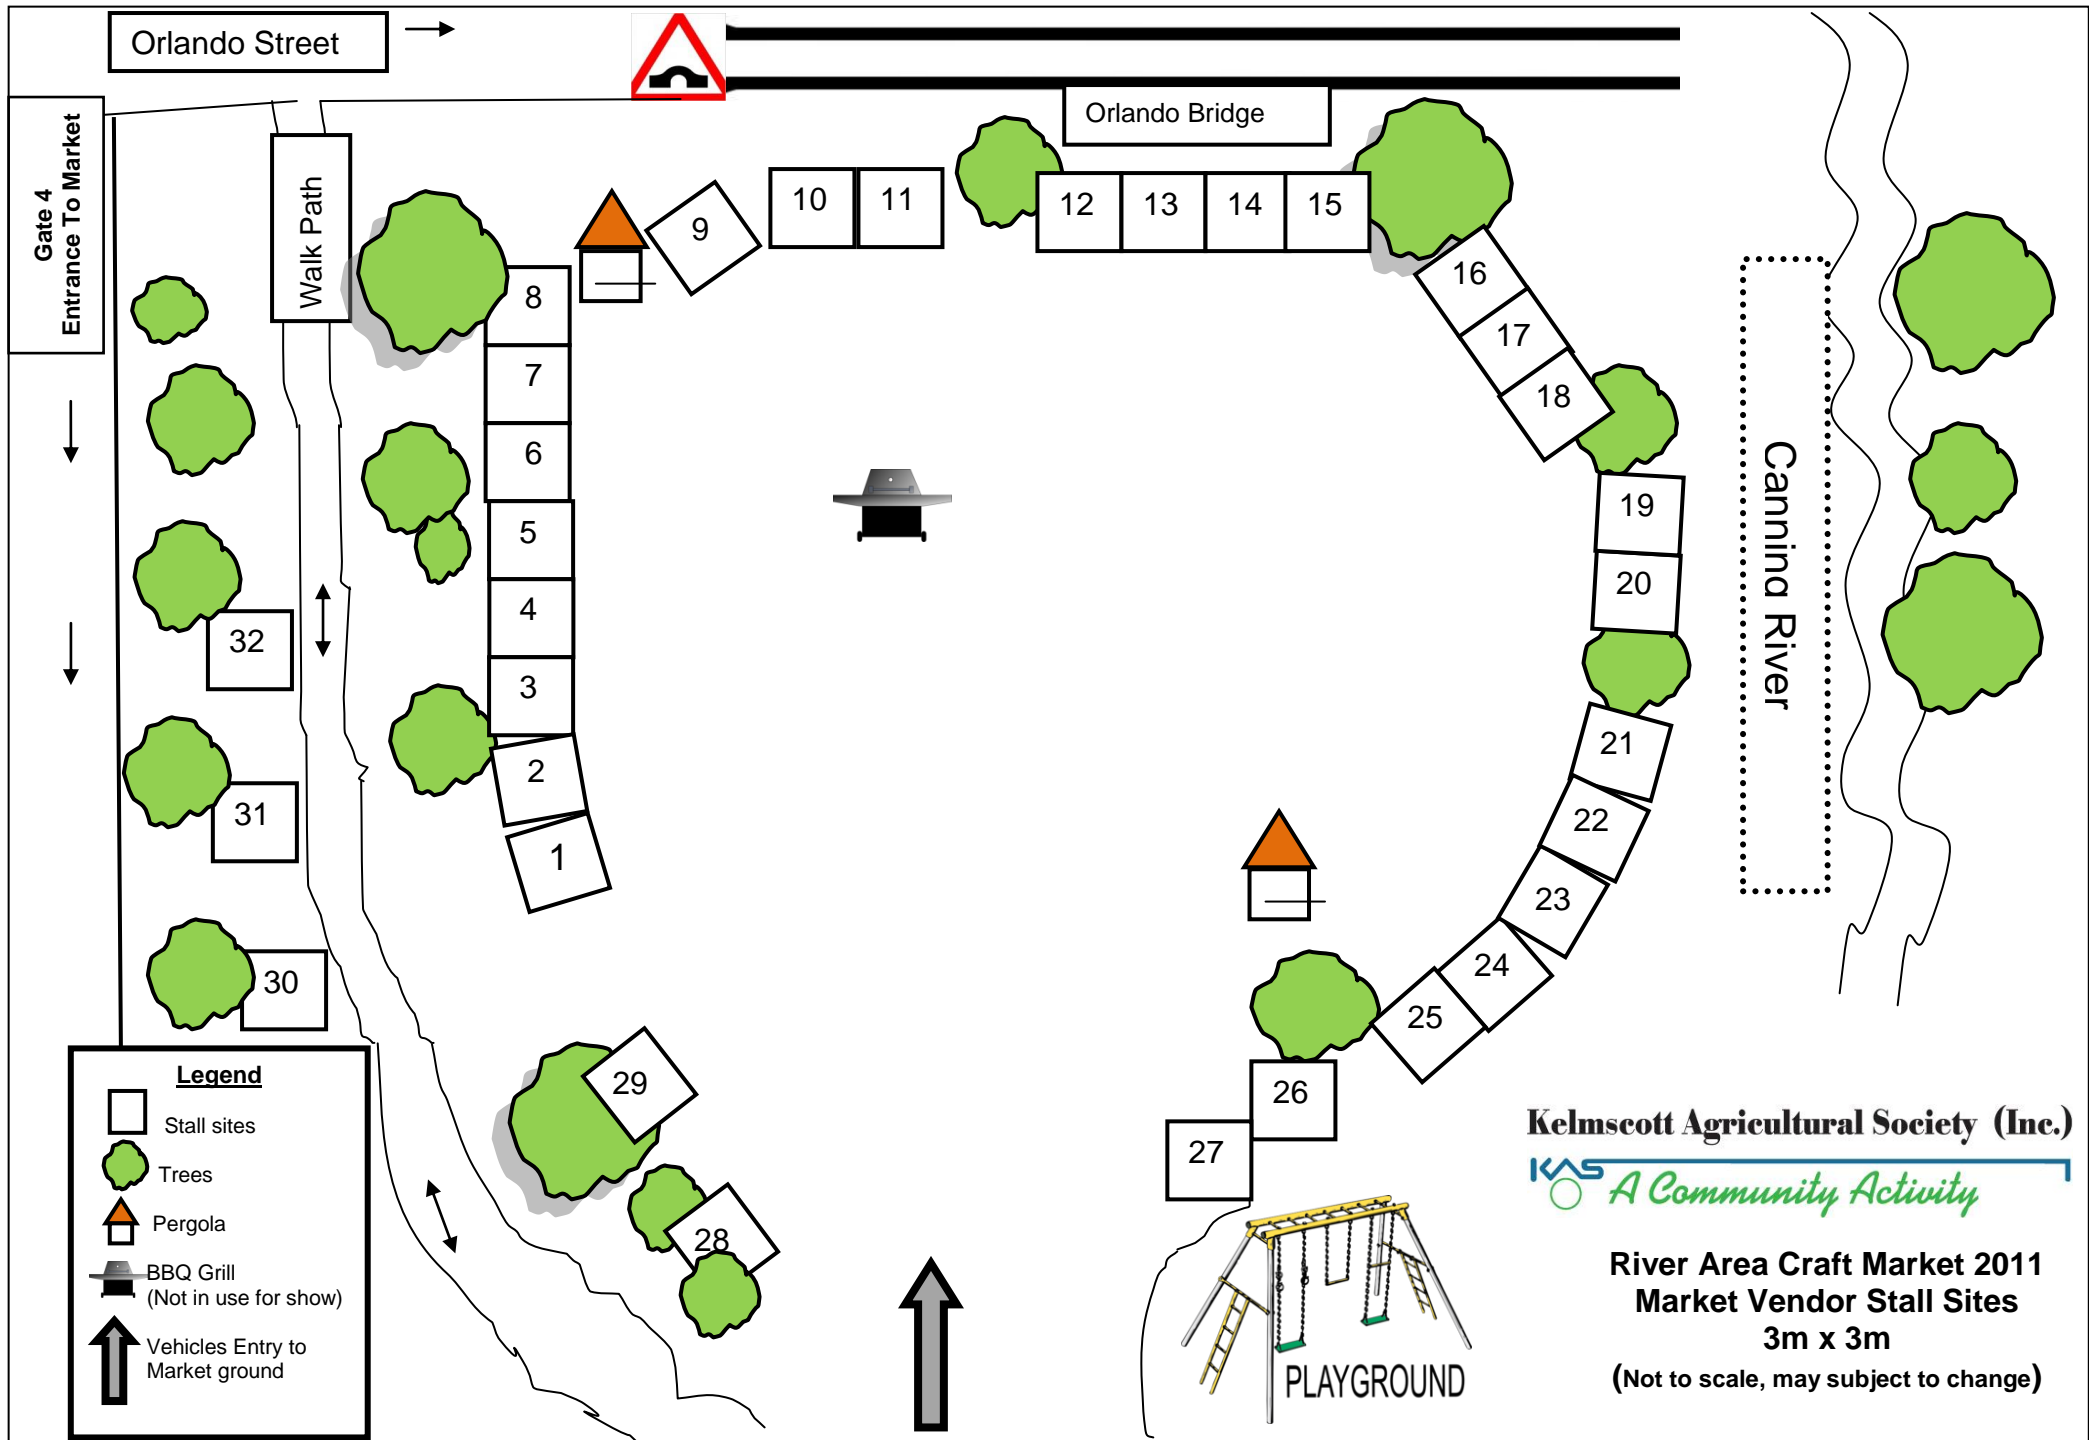 Orlando Street
Gate 4
Entrance To Market
Walk Path
Orlando Bridge
Canning River
1
2
3
4
5
6
7
8
9
10
11
12
13
14
15
16
17
18
19
20
21
22
23
24
25
26
27
28
29
30
31
32
Legend
Stall sites
Trees
Pergola
BBQ Grill
(Not in use for show)
Vehicles Entry to
Market ground
PLAYGROUND
Kelmscott Agricultural Society (Inc.)
KAS
A Community Activity
River Area Craft Market 2011
Market Vendor Stall Sites
3m x 3m
(Not to scale, may subject to change)